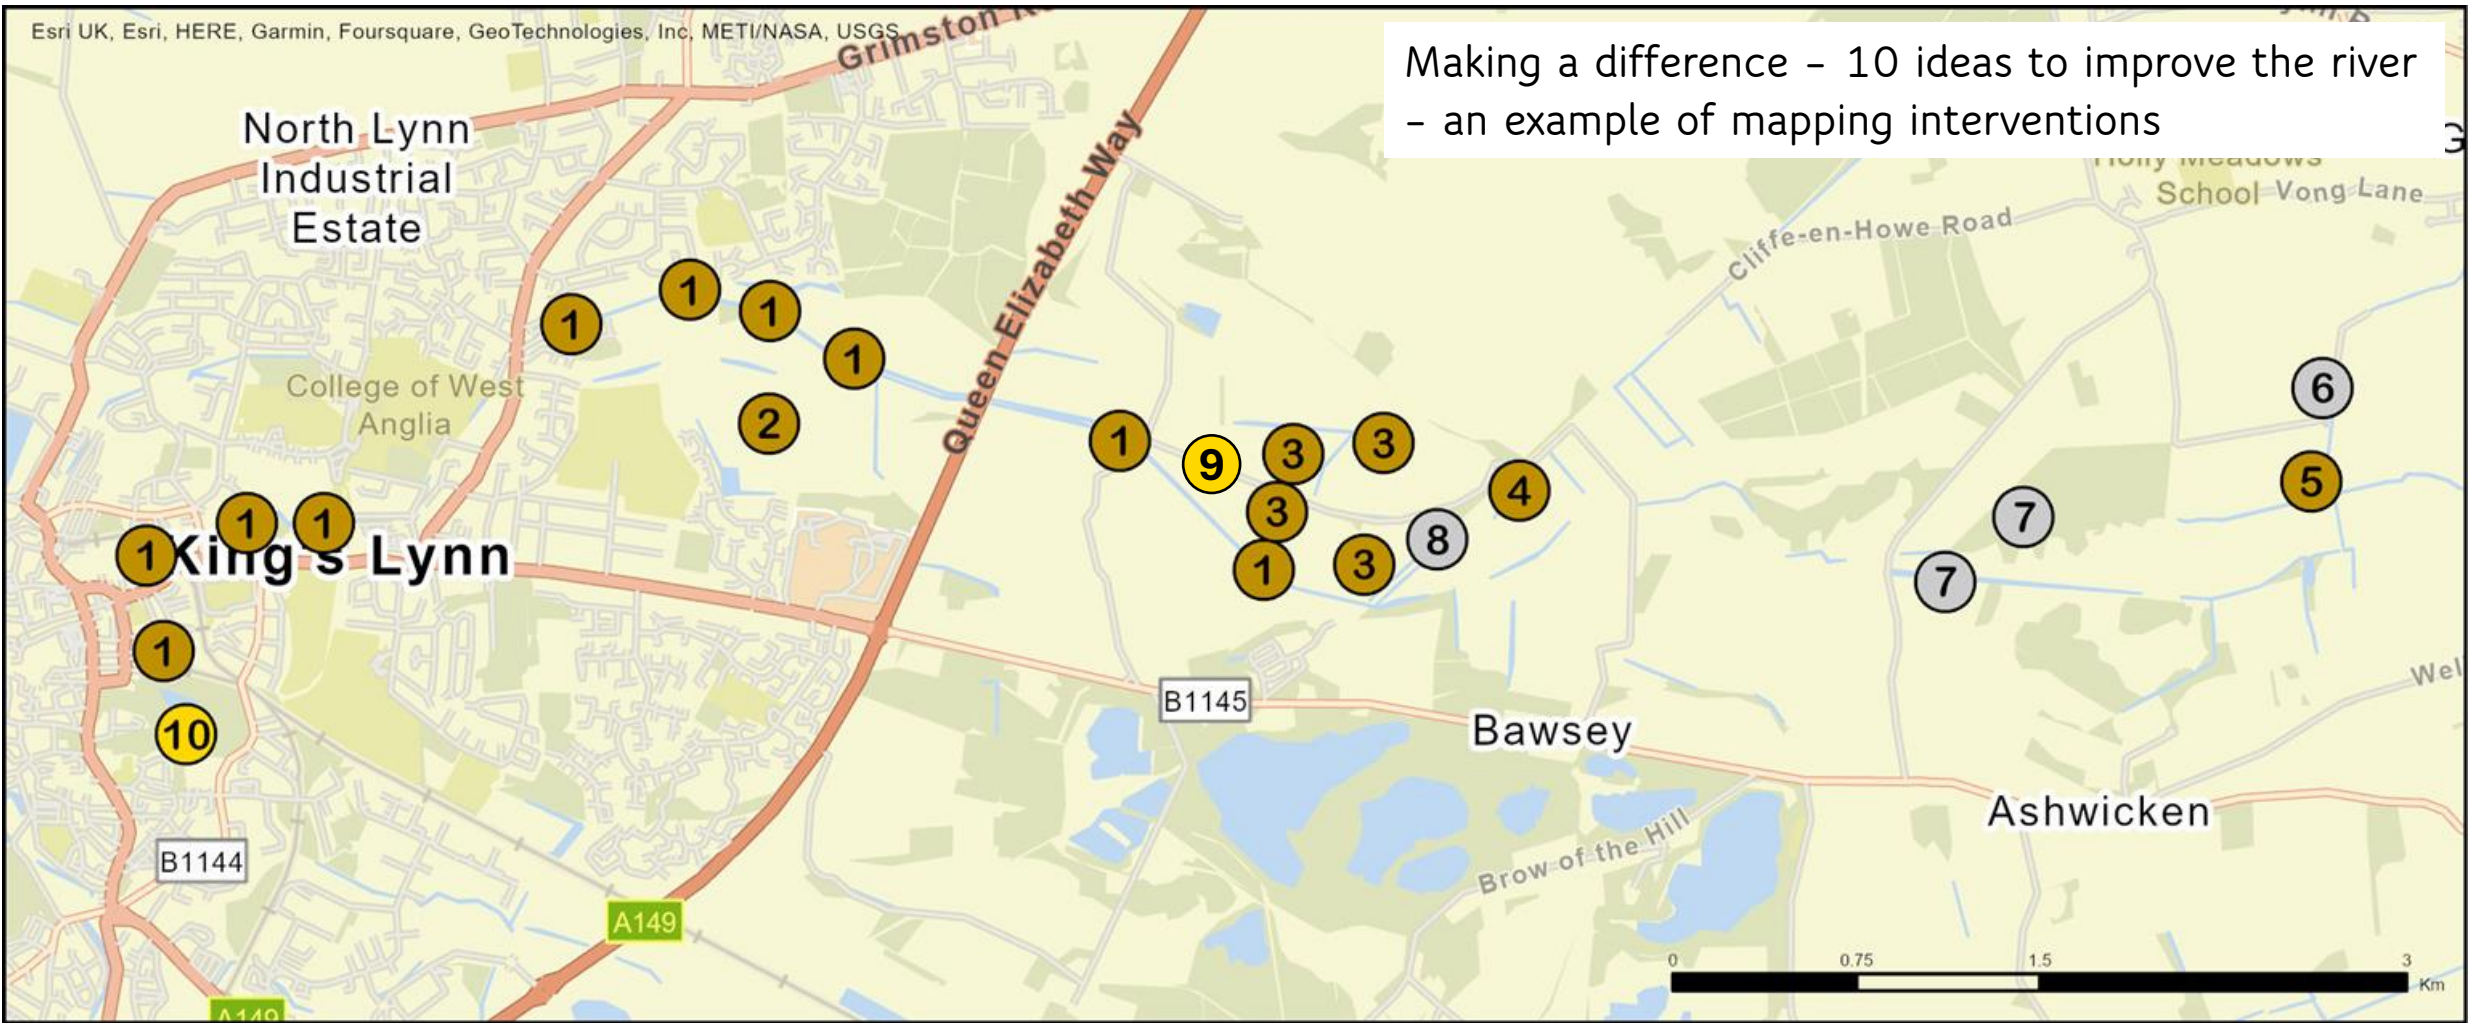 Esri UK, Esri, HERE, Garmin, Foursquare, GeoTechnologies, Inc, METI/NASA, USGS
Making a difference – 10 ideas to improve the river
– an example of mapping interventions
Grimston
Queen Elizabeth Way
North Lynn
Industrial
Estate
Holly Meadows
School
Vong Lane
Cliffe-en-Howe Road
College of West
Anglia
1
1
1
1
2
1
9
3
3
3
1
3
8
4
7
7
6
5
1
1
1
King's Lynn
1
10
B1145
Bawsey
Ashwicken
Wel
Brow of the Hill
B1144
A149
A149
0
0.75
1.5
3
Km